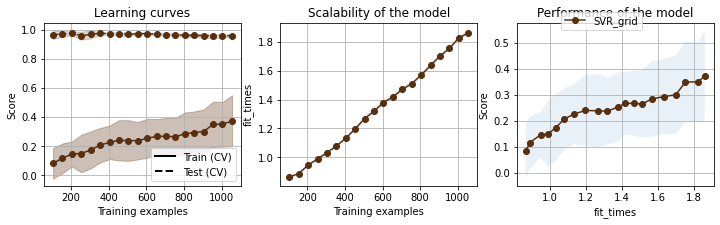 Learning curves
Score
1.0
0.8
0.6
0.4
0.2
0.0
Train (CV)
Test (CV)
200 400 600 800 1000
Training examples
Scalability of the model
fit_times
1.8
1.6
1.4
1.2
1.0
200 400 600 800 1000
Training examples
Performance of the model
SVR_grid
Score
0.5
0.4
0.3
0.2
0.1
0.0
1.0 1.2 1.4 1.6 1.8
fit_times